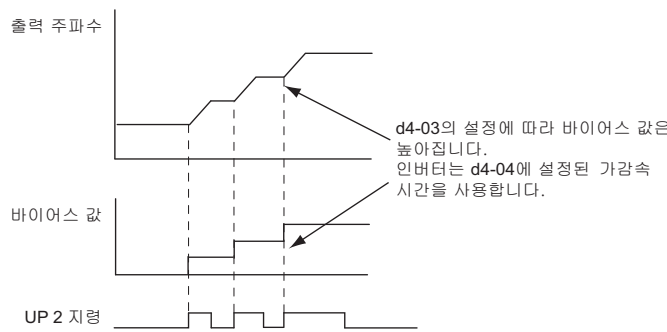 출력 주파수
d4-03의 설정에 따라 바이어스 값은
높아집니다.
인버터는 d4-04에 설정된 가감속
시간을 사용합니다.
바이어스 값
UP 2 지령